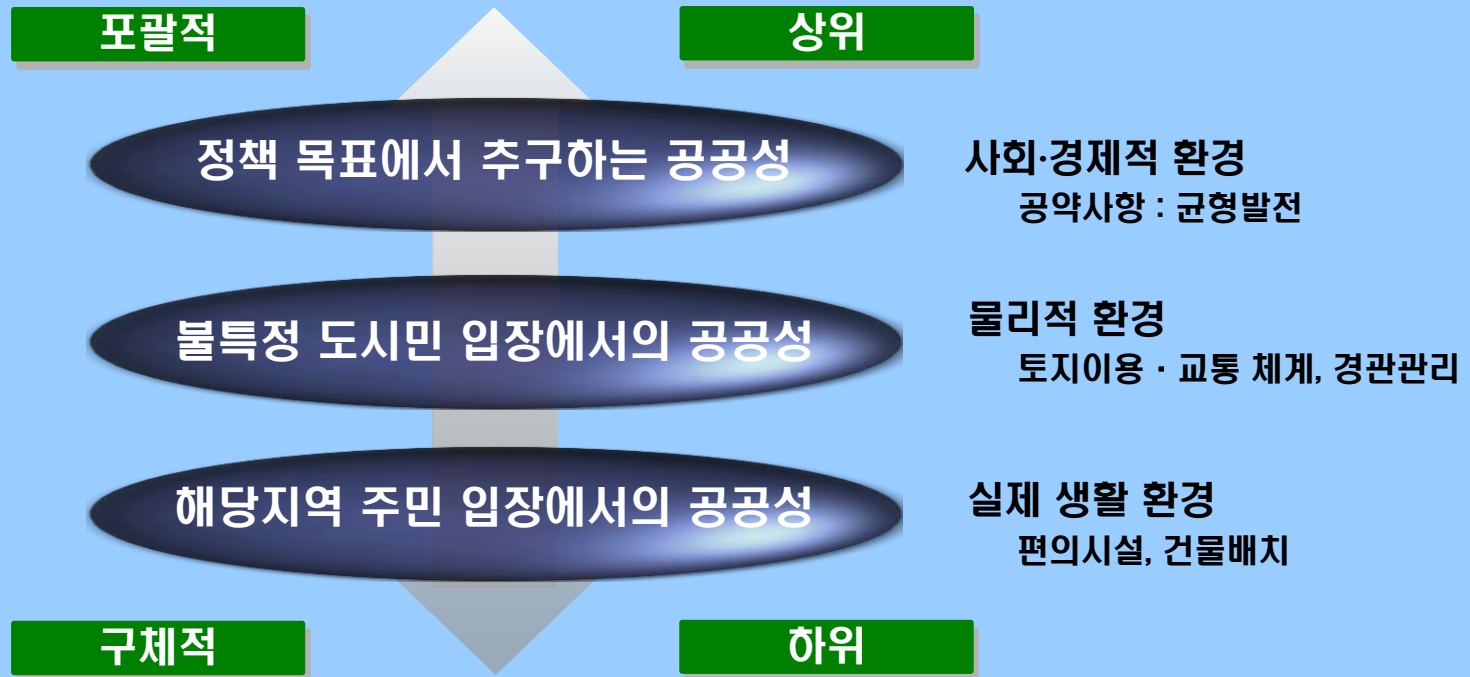 포괄적
상위
정책 목표에서 추구하는 공공성
사회·경제적 환경
공약사항 : 균형발전
불특정 도시민 입장에서의 공공성
물리적 환경
토지이용 · 교통 체계, 경관관리
해당지역 주민 입장에서의 공공성
실제 생활 환경
편의시설, 건물배치
구체적
하위